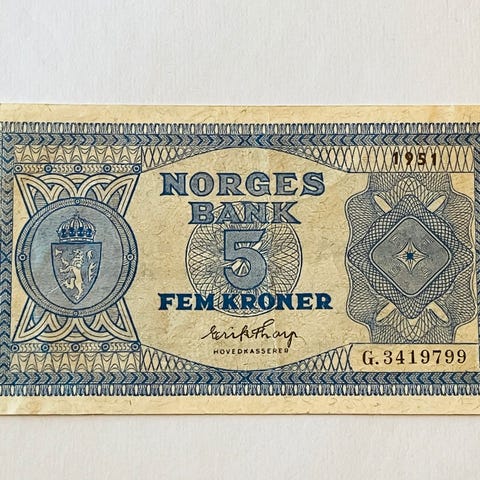 1951
NORGES
BANK
5
FEM KRONER
Erik Thorp
HOVEDKASSERER
G.3419799